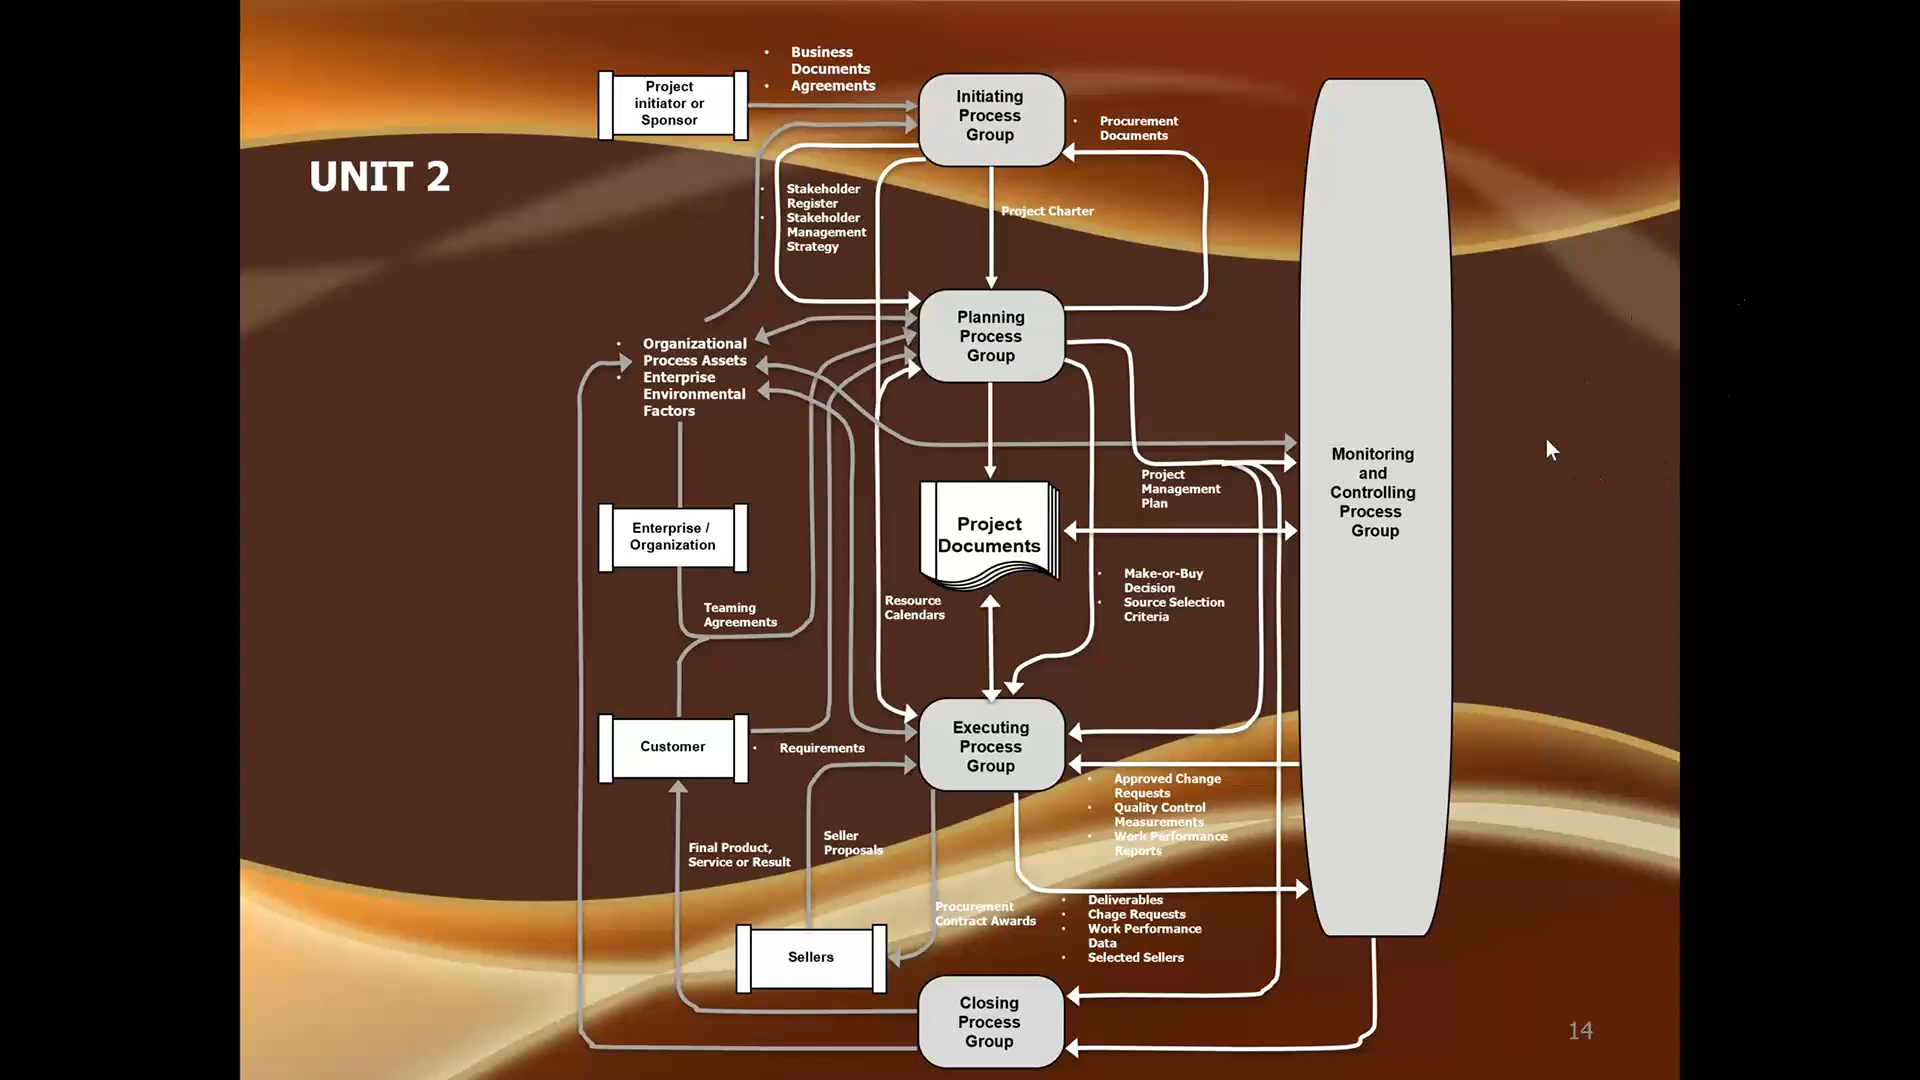 UNIT 2
Project
initiator or
Sponsor
• Business
Documents
• Agreements
Initiating
Process
Group
• Procurement
Documents
• Stakeholder
Register
• Stakeholder
Management
Strategy
Project Charter
Planning
Process
Group
• Organizational
Process Assets
• Enterprise
Environmental
Factors
Monitoring
and
Controlling
Process
Group
Project
Management
Plan
Enterprise /
Organization
Project
Documents
• Make-or-Buy
Decision
• Source Selection
Criteria
Teaming
Agreements
Resource
Calendars
Customer
• Requirements
Executing
Process
Group
• Approved Change
Requests
• Quality Control
Measurements
• Work Performance
Reports
Final Product,
Service or Result
Seller
Proposals
Procurement
Contract Awards
• Deliverables
• Chage Requests
• Work Performance
Data
• Selected Sellers
Sellers
Closing
Process
Group
14